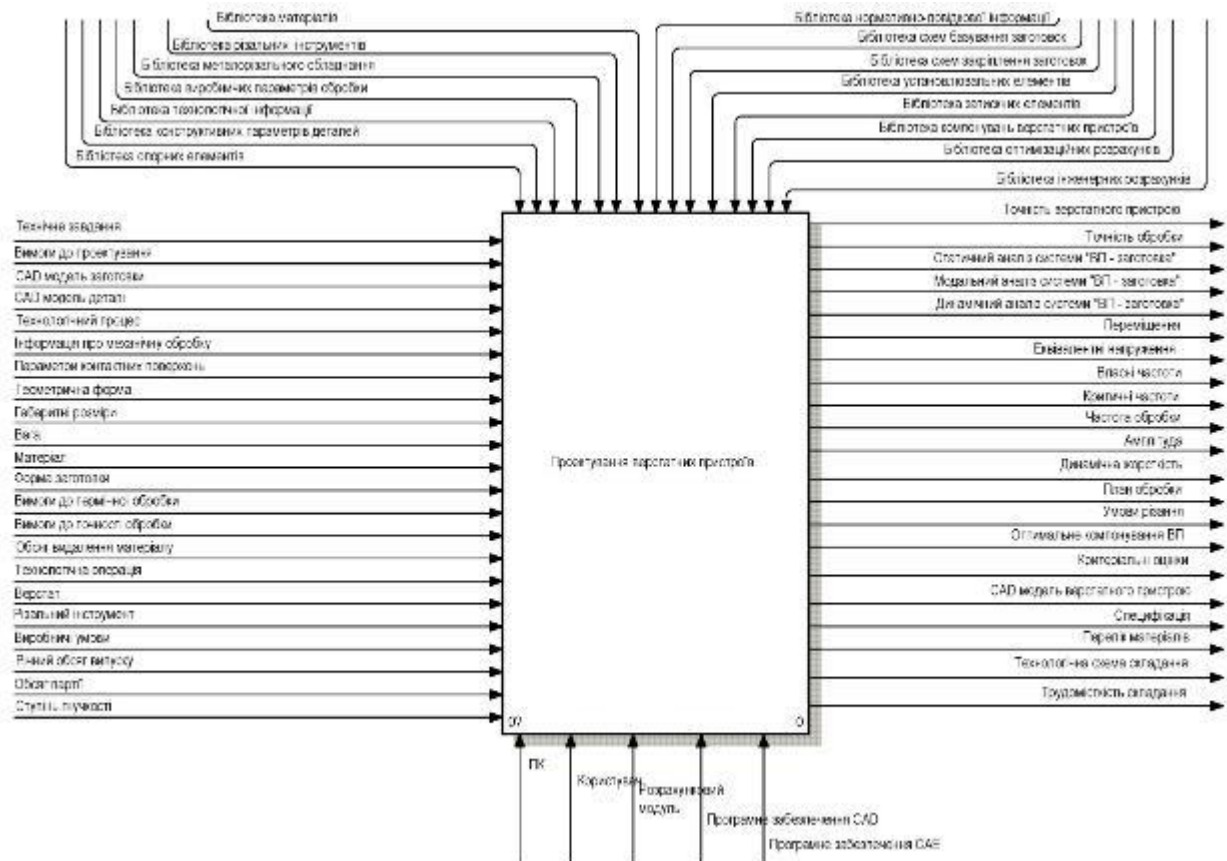 Бібліотека матеріалів
Бібліотека різальних інструментів
Бібліотека металорізального обладнання
Бібліотека виробничих параметрів обробки
Бібліотека технологічної інформації
Бібліотека конструктивних параметрів деталей
Бібліотека опорних елементів
Бібліотека нормативно-довідкової інформації
Бібліотека схем базування заготовок
Бібліотека схем закріплення заготовок
Бібліотека установлювальних елементів
Бібліотека затискних елементів
Бібліотека компонувань верстатних пристроїв
Бібліотека оптимізаційних розрахунків
Бібліотека інженерних розрахунків
Технічне завдання
Вимоги до проектування
CAD модель заготовки
CAD модель деталі
Технологічний процес
Інформація про механічну обробку
Параметри контактних поверхонь
Геометрична форма
Габаритні розміри
Вага
Матеріал
Форма заготовки
Вимоги до термічної обробки
Вимоги до точності обробки
Обсяг видалення матеріалу
Технологічна операція
Верстат
Різальний інструмент
Виробничі умови
Річний обсяг випуску
Обсяг партії
Ступінь гнучкості
Проектування верстатних пристроїв
0
Точність верстатного пристрою
Точність обробки
Статичний аналіз системи "ВП - заготовка"
Модальний аналіз системи "ВП - заготовка"
Динамічний аналіз системи "ВП - заготовка"
Переміщення
Еквівалентні напруження
Власні частоти
Критичні частоти
Частота обробки
Амплітуда
Динамічна жорсткість
План обробки
Умови різання
Оптимальне компонування ВП
Критеріальні оцінки
CAD модель верстатного пристрою
Специфікація
Перелік матеріалів
Технологічна схема складання
Трудомісткість складання
ПК
Користувач
Розрахунковий
модуль
Програмне забезпечення CAD
Програмне забезпечення CAE